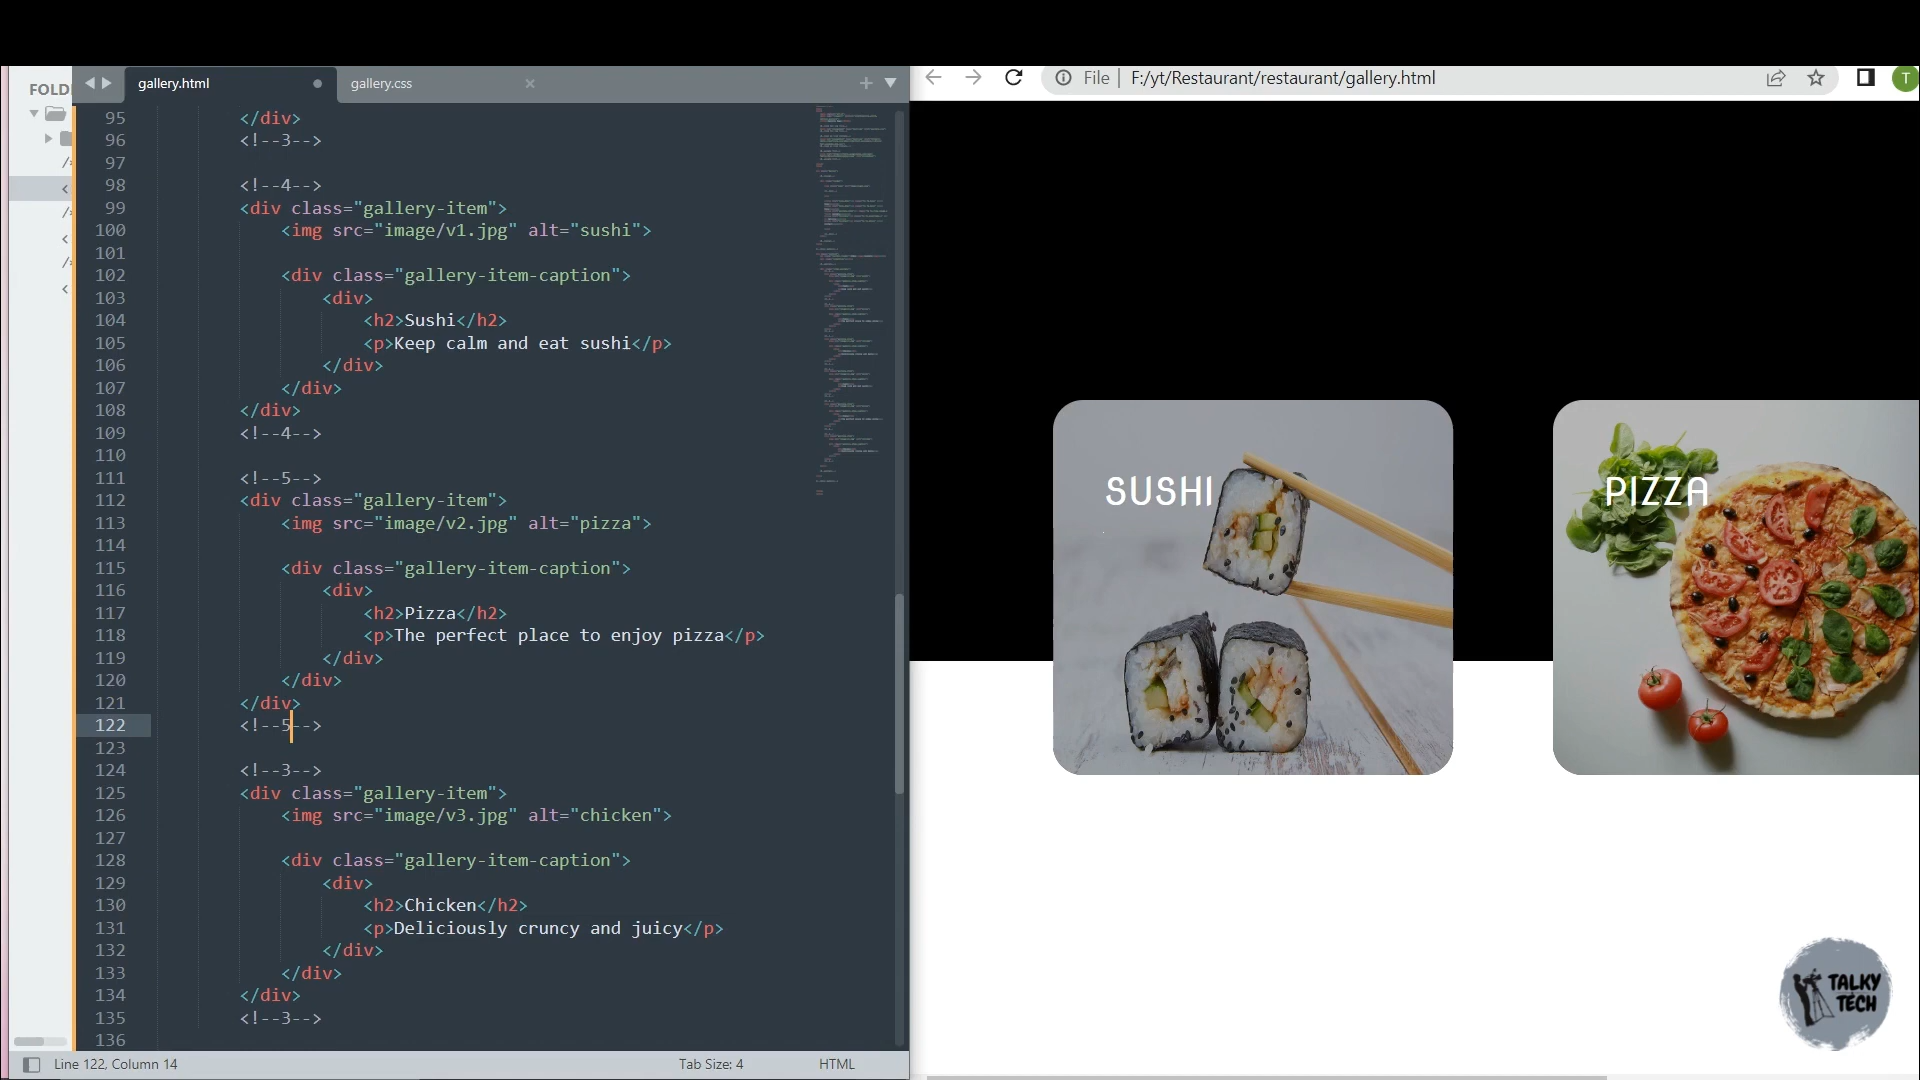 FOLD
gallery.html
gallery.css
File
F:/yt/Restaurant/restaurant/gallery.html
T
95 </div>
96 <!--3-->
97
98 <!--4-->
99 <div class="gallery-item">
100 <img src="image/v1.jpg" alt="sushi">
101
102 <div class="gallery-item-caption">
103 <div>
104 <h2>Sushi</h2>
105 <p>Keep calm and eat sushi</p>
106 </div>
107 </div>
108 </div>
109 <!--4-->
110
111 <!--5-->
112 <div class="gallery-item">
113 <img src="image/v2.jpg" alt="pizza">
114
115 <div class="gallery-item-caption">
116 <div>
117 <h2>Pizza</h2>
118 <p>The perfect place to enjoy pizza</p>
119 </div>
120 </div>
121 </div>
122 <!--5-->
123
124 <!--3-->
125 <div class="gallery-item">
126 <img src="image/v3.jpg" alt="chicken">
127
128 <div class="gallery-item-caption">
129 <div>
130 <h2>Chicken</h2>
131 <p>Deliciously cruncy and juicy</p>
132 </div>
133 </div>
134 </div>
135 <!--3-->
136
Line 122, Column 14
Tab Size: 4
HTML
SUSHI
PIZZA
TALKY
TECH